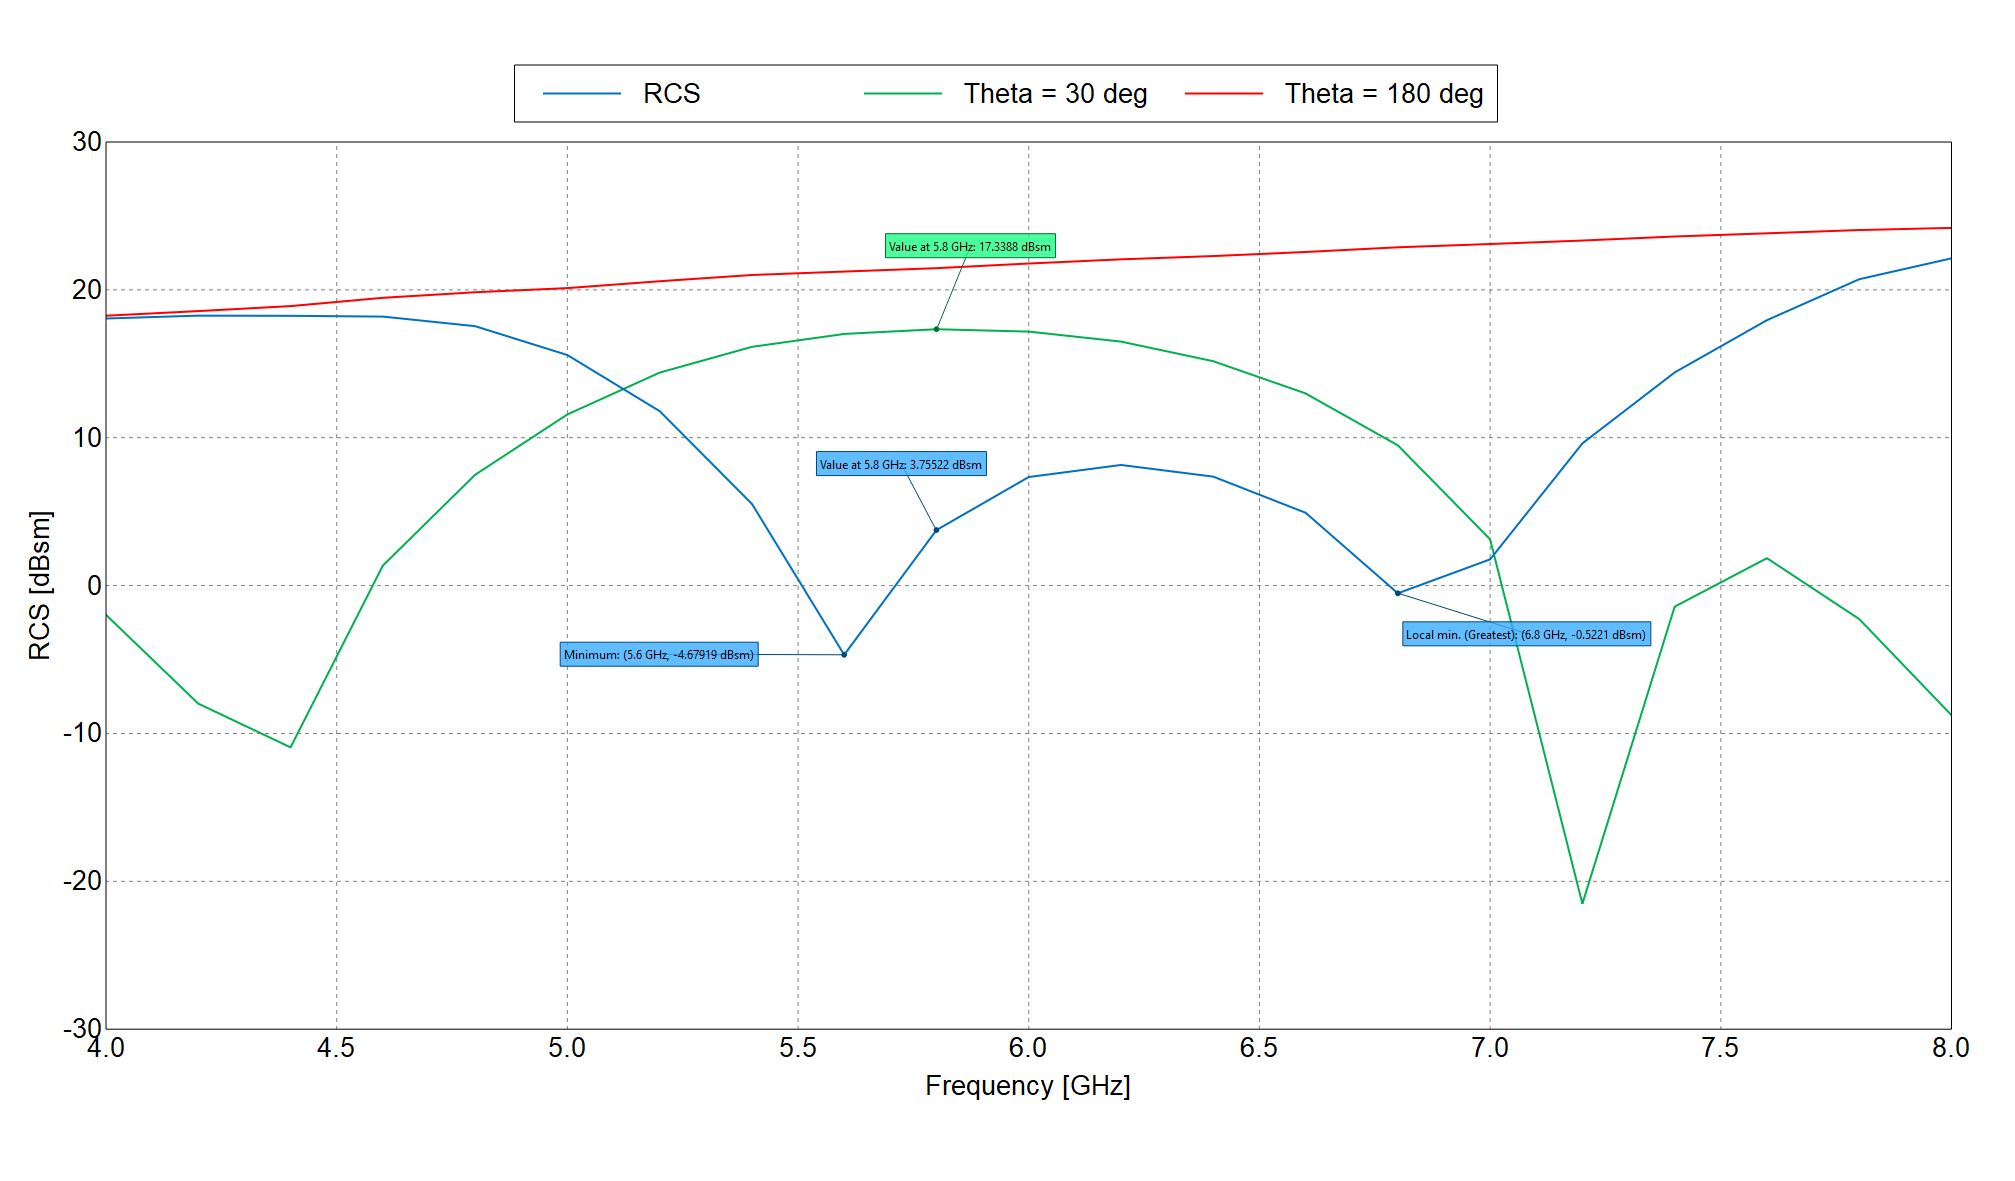 RCS
Theta = 30 deg
Theta = 180 deg
30
20
10
0
-10
-20
-30
RCS [dBsm]
Value at 5.8 GHz: 17.3388 dBsm
Value at 5.8 GHz: 3.75522 dBsm
Minimum: (5.6 GHz, -4.67919 dBsm)
Local min. (Greatest): (6.8 GHz, -0.5221 dBsm)
4.0 4.5 5.0 5.5 6.0 6.5 7.0 7.5 8.0
Frequency [GHz]